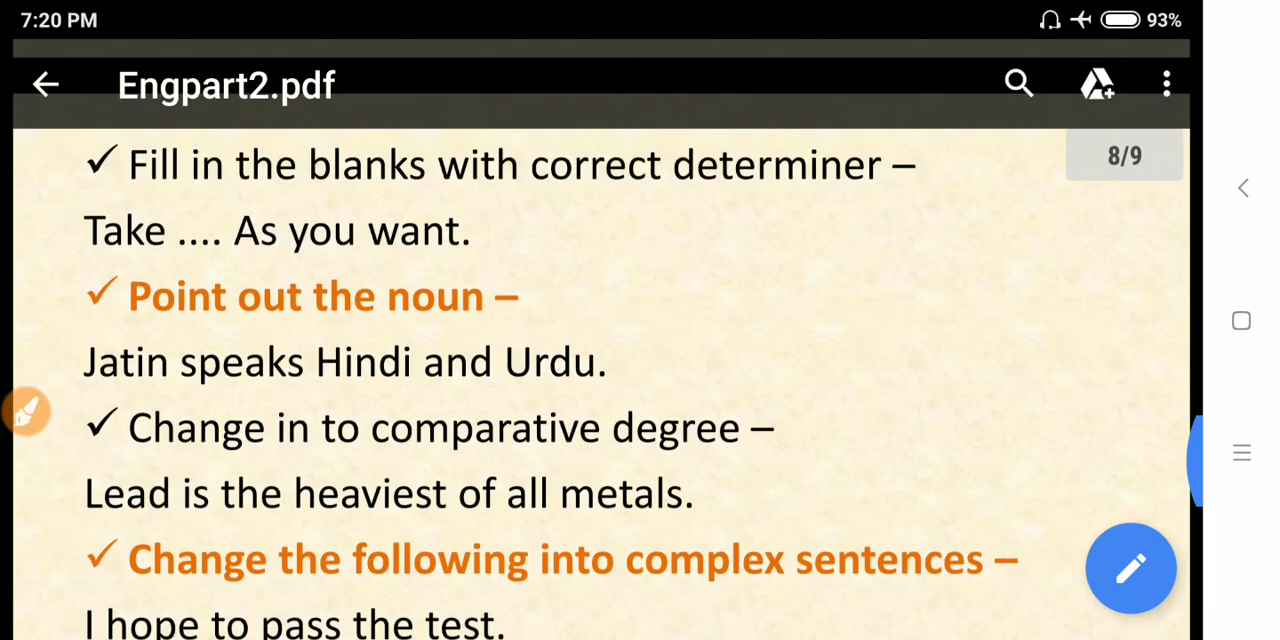 7:20 PM 93%
Engpart2.pdf
8/9
✓ Fill in the blanks with correct determiner –
Take .... As you want.
✓ Point out the noun –
Jatin speaks Hindi and Urdu.
✓ Change in to comparative degree –
Lead is the heaviest of all metals.
✓ Change the following into complex sentences –
I hope to pass the test.